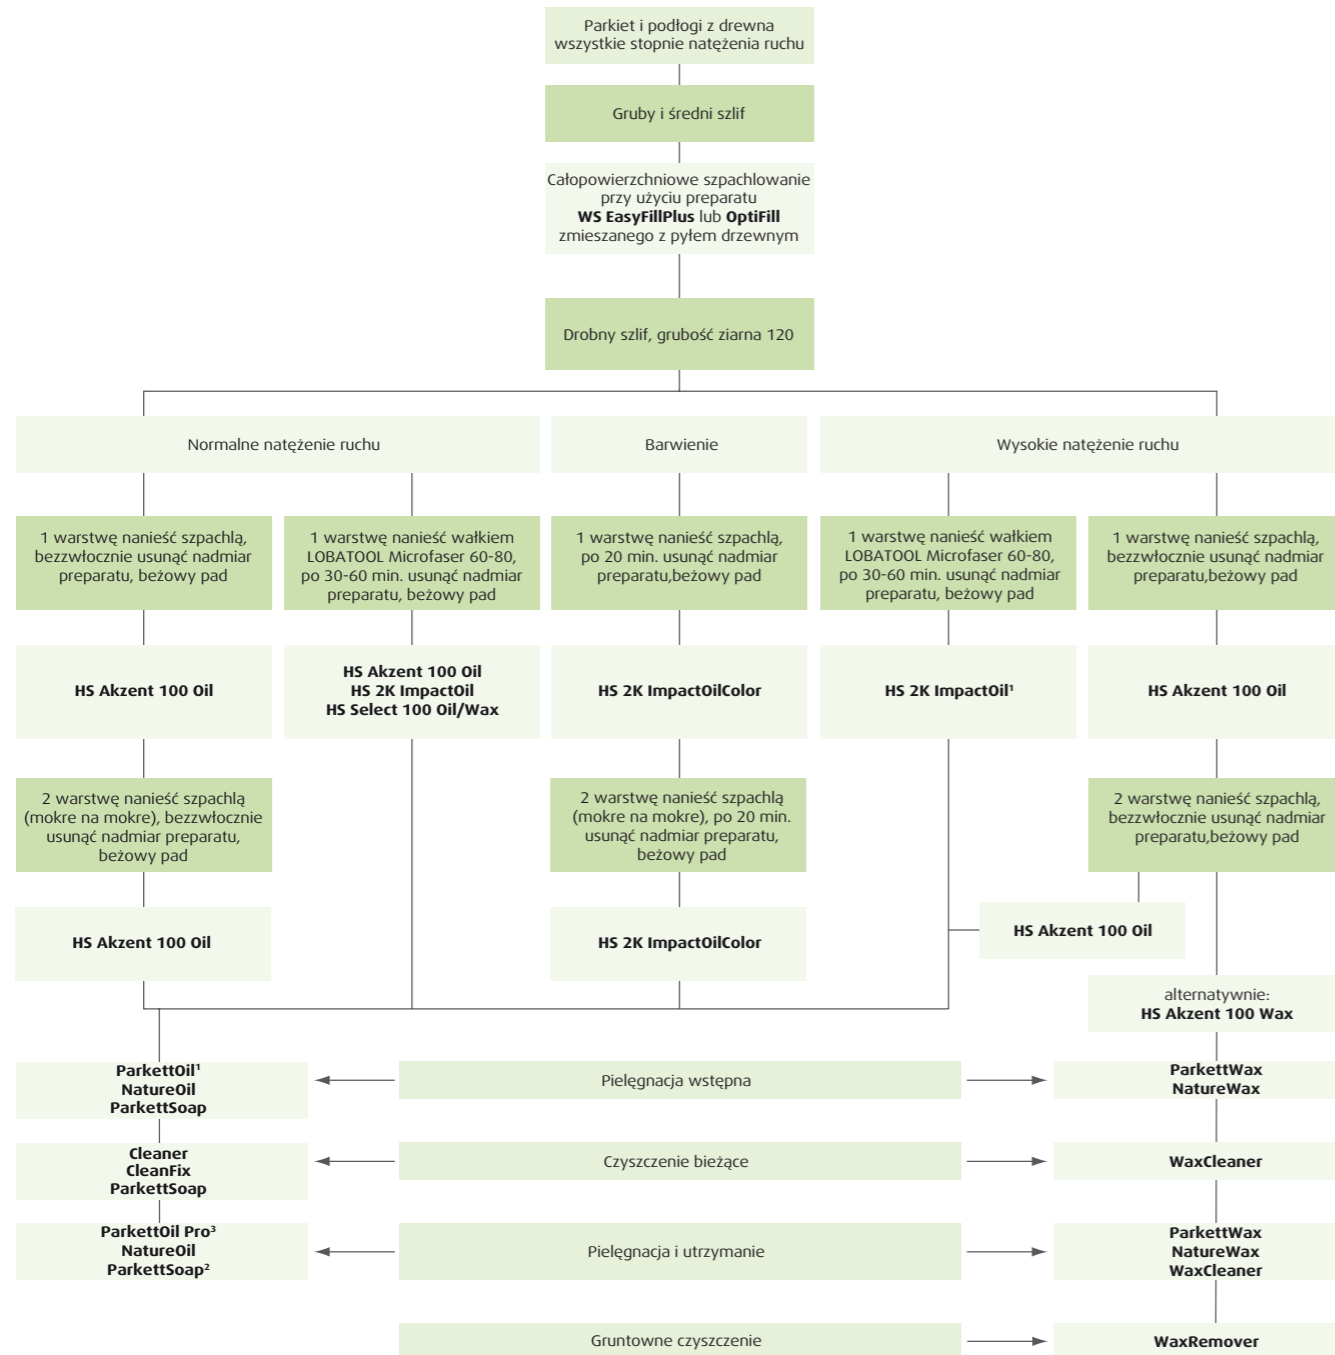 Parkiet i podłogi z drewna
wszystkie stopnie natężenia ruchu
Gruby i średni szlif
Całopowierzchniowe szpachlowanie
przy użyciu preparatu
WS EasyFillPlus lub OptiFill
zmieszanego z pyłem drzewnym
Drobny szlif, grubość ziarna 120
Normalne natężenie ruchu
Barwienie
Wysokie natężenie ruchu
1 warstwę nanieść szpachlą,
bezzwłocznie usunąć nadmiar
preparatu, beżowy pad
1 warstwę nanieść wałkiem
LOBATOOL Microfaser 60-80,
po 30-60 min. usunąć nadmiar
preparatu, beżowy pad
1 warstwę nanieść szpachlą,
po 20 min. usunąć nadmiar
preparatu,beżowy pad
1 warstwę nanieść wałkiem
LOBATOOL Microfaser 60-80,
po 30-60 min. usunąć nadmiar
preparatu, beżowy pad
1 warstwę nanieść szpachlą,
bezzwłocznie usunąć nadmiar
preparatu,beżowy pad
HS Akzent 100 Oil
HS Akzent 100 Oil
HS 2K ImpactOil
HS Select 100 Oil/Wax
HS 2K ImpactOilColor
HS 2K ImpactOil¹
HS Akzent 100 Oil
2 warstwę nanieść szpachlą
(mokre na mokre), bezzwłocznie
usunąć nadmiar preparatu,
beżowy pad
2 warstwę nanieść szpachlą
(mokre na mokre), po 20 min.
usunąć nadmiar preparatu,
beżowy pad
2 warstwę nanieść szpachlą,
bezzwłocznie usunąć nadmiar
preparatu,beżowy pad
HS Akzent 100 Oil
HS 2K ImpactOilColor
HS Akzent 100 Oil
alternatywnie:
HS Akzent 100 Wax
ParkettOil¹
NatureOil
ParkettSoap
Pielęgnacja wstępna
ParkettWax
NatureWax
Cleaner
CleanFix
ParkettSoap
Czyszczenie bieżące
WaxCleaner
ParkettOil Pro³
NatureOil
ParkettSoap²
Pielęgnacja i utrzymanie
ParkettWax
NatureWax
WaxCleaner
Gruntowne czyszczenie
WaxRemover